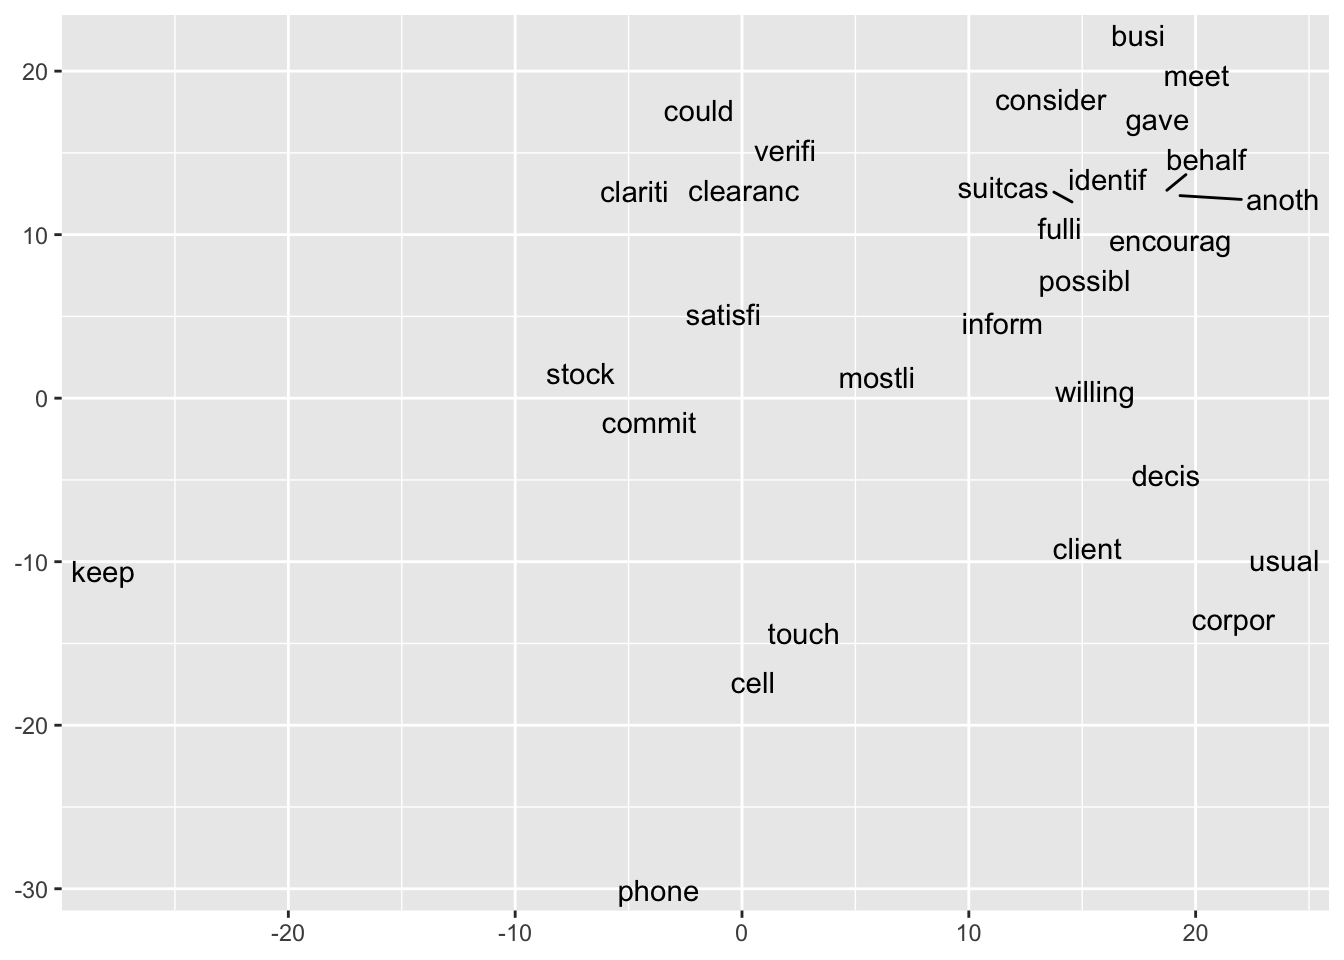 busi
20
meet
consider
could
gave
verifi
behalf
clariti
clearanc
suitcas
identif
anoth
10
fulli
encourag
possibl
satisfi
inform
stock
mostli
0
willing
commit
decis
client
-10
usual
keep
corpor
touch
cell
-20
-30
phone
-20
-10
0
10
20